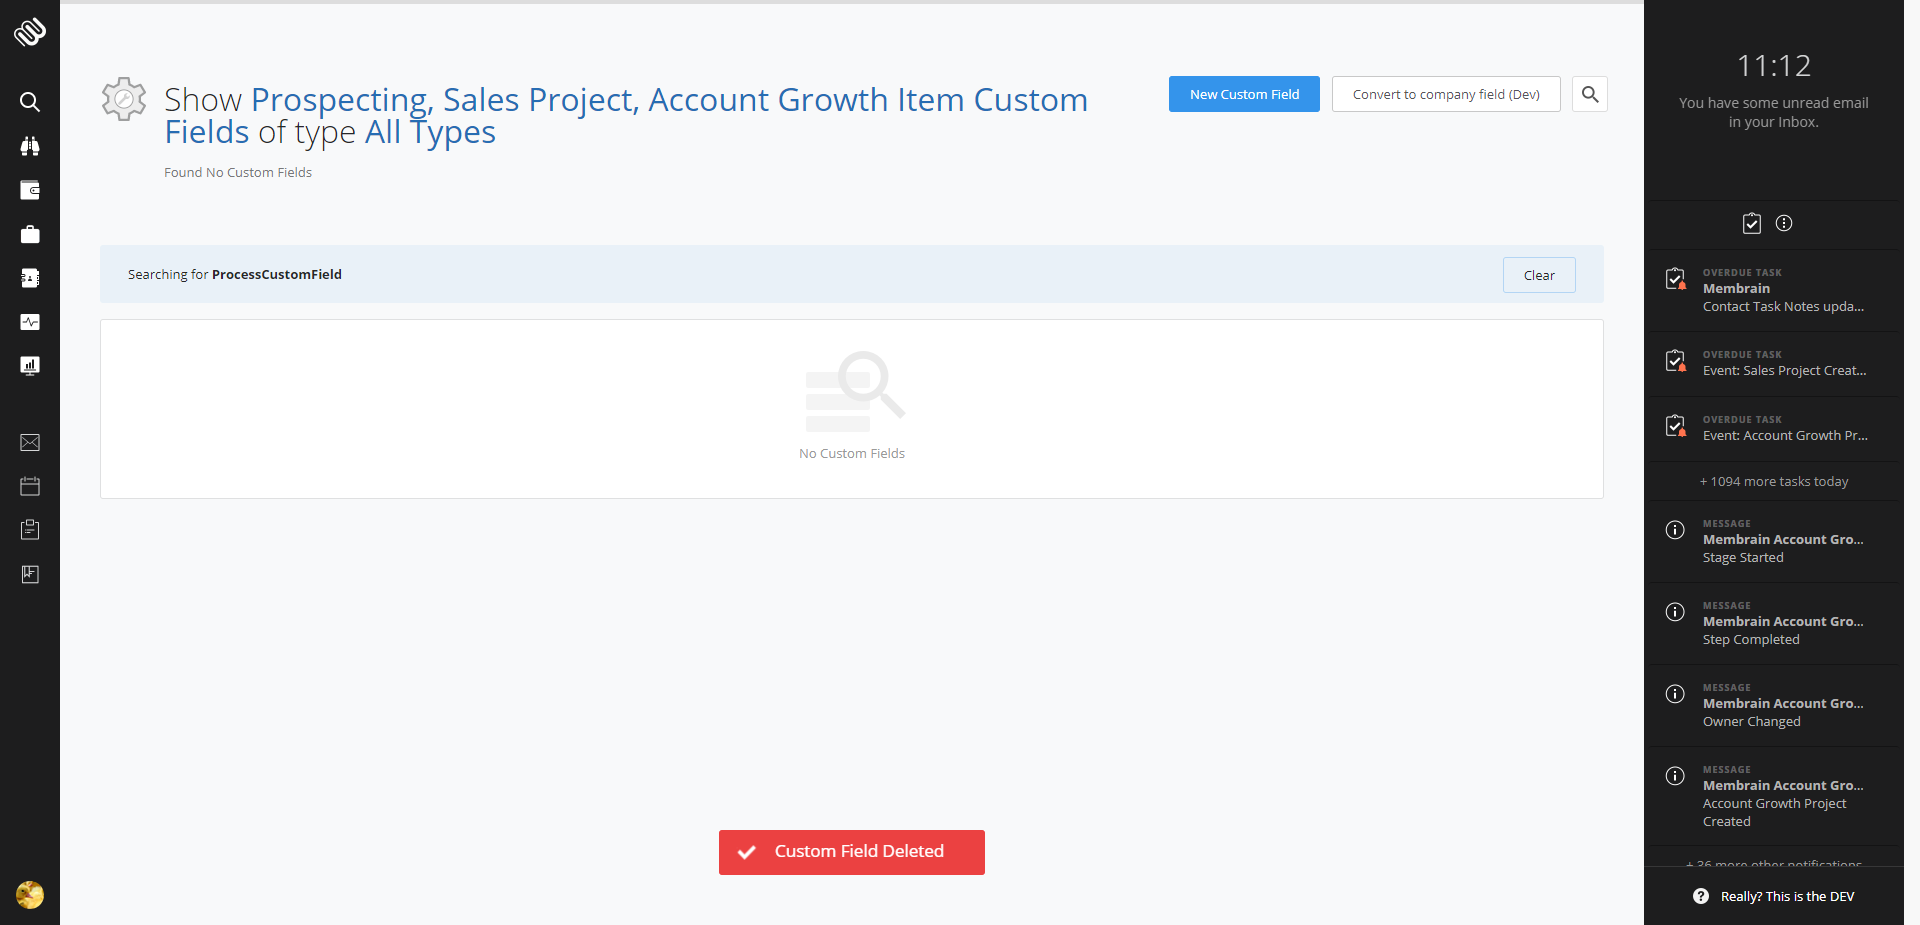 Show Prospecting, Sales Project, Account Growth Item Custom
Fields of type All Types
Found No Custom Fields
New Custom Field
Convert to company field (Dev)
Searching for ProcessCustomField
Clear
No Custom Fields
Custom Field Deleted
11:12
You have some unread email
in your Inbox.
OVERDUE TASK
Membrain
Contact Task Notes upda...
OVERDUE TASK
Event: Sales Project Creat...
OVERDUE TASK
Event: Account Growth Pr...
+ 1094 more tasks today
MESSAGE
Membrain Account Gro...
Stage Started
MESSAGE
Membrain Account Gro...
Step Completed
MESSAGE
Membrain Account Gro...
Owner Changed
MESSAGE
Membrain Account Gro...
Account Growth Project
Created
+ 36 more other notifications
Really? This is the DEV